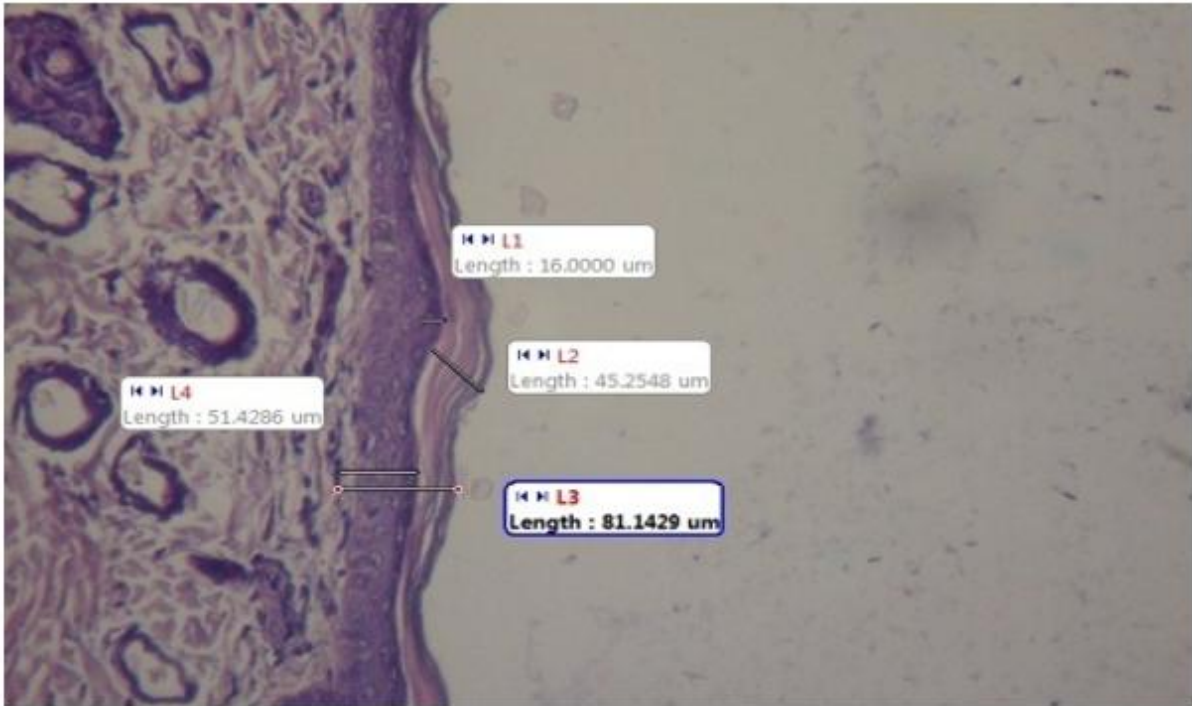 L1
Length : 16.0000 um
L2
Length : 45.2548 um
L4
Length : 51.4286 um
L3
Length : 81.1429 um